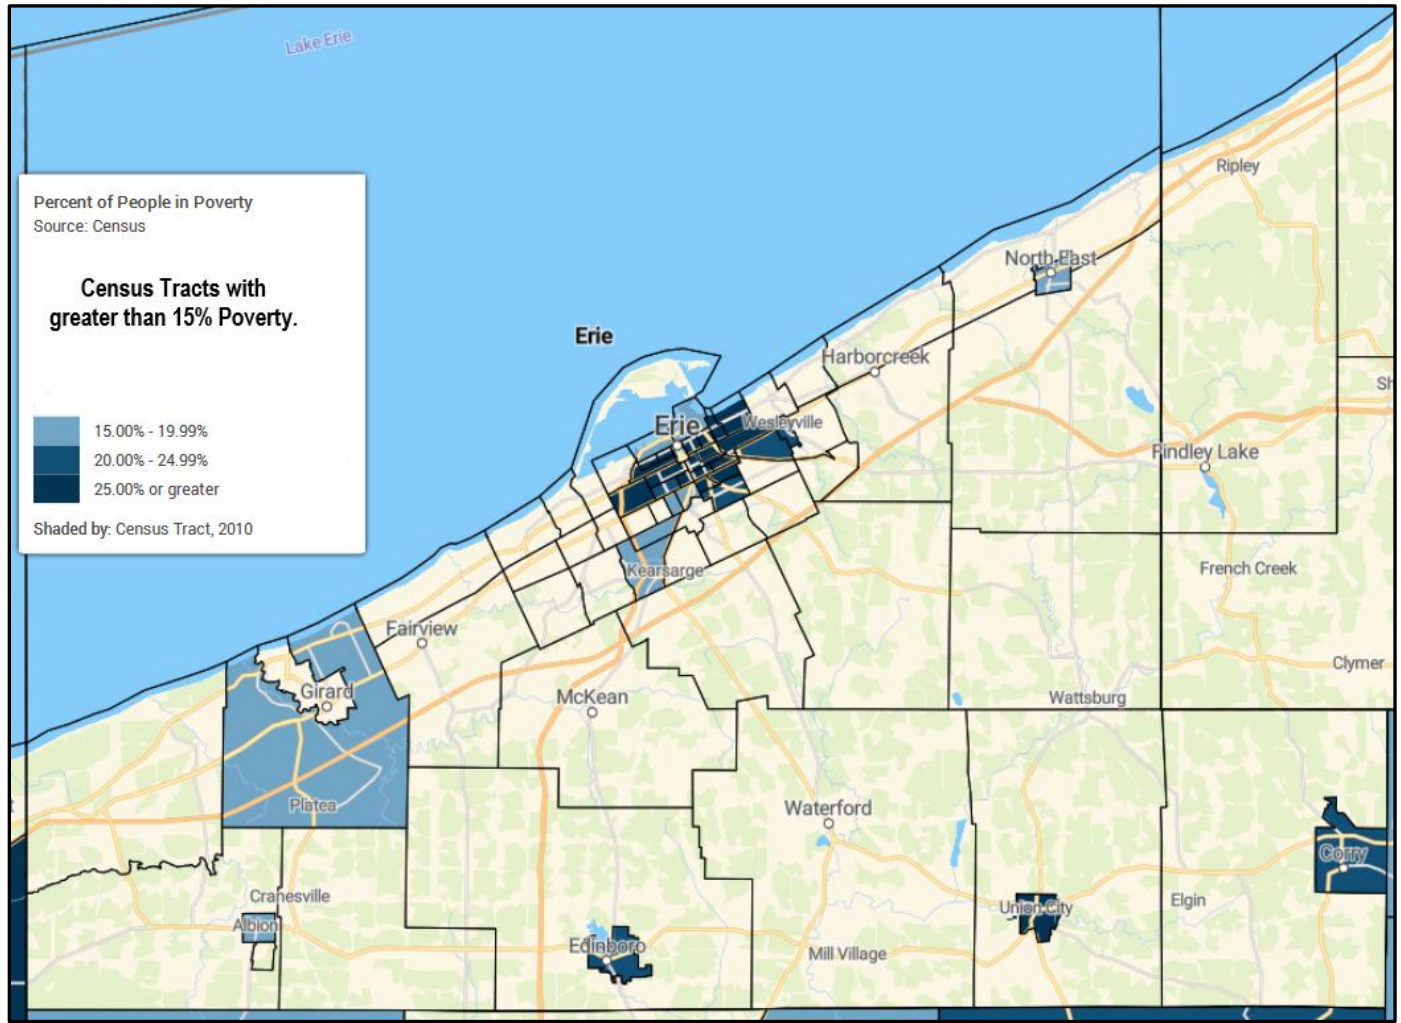 Lake Erie
Ripley
Percent of People in Poverty
Source: Census
Census Tracts with
greater than 15% Poverty.
North East
Erie
Harborcreek
Sh
Erie
Wesleyville
15.00% - 19.99%
20.00% - 24.99%
25.00% or greater
Shaded by: Census Tract, 2010
Findley Lake
Kearsarge
French Creek
Fairview
Clymer
Girard
McKean
Wattsburg
Platea
Waterford
Corry
Cranesville
Albion
Union City
Elgin
Edinboro
Mill Village